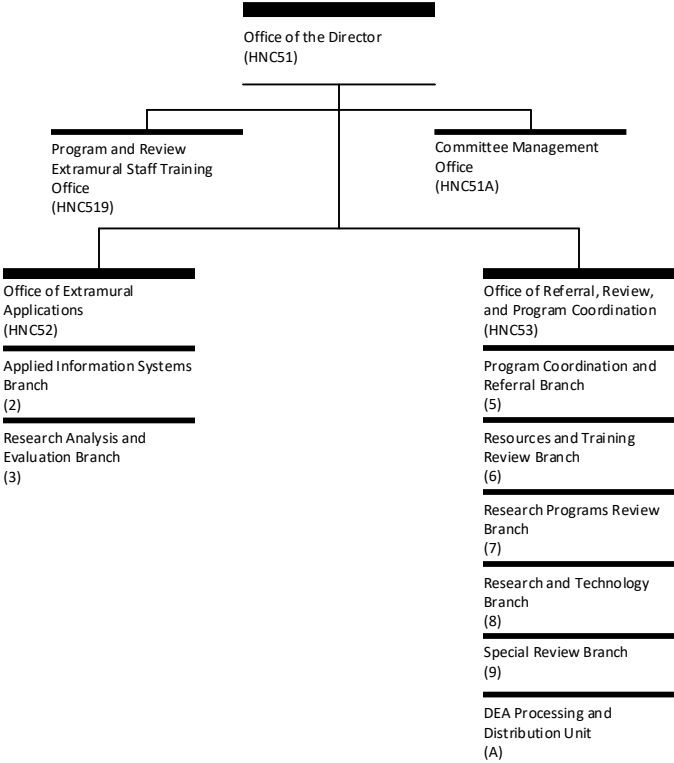 Office of the Director
(HNC51)
Program and Review
Extramural Staff Training
Office
(HNC519)
Committee Management
Office
(HNC51A)
Office of Extramural
Applications
(HNC52)
Applied Information Systems
Branch
(2)
Research Analysis and
Evaluation Branch
(3)
Office of Referral, Review,
and Program Coordination
(HNC53)
Program Coordination and
Referral Branch
(5)
Resources and Training
Review Branch
(6)
Research Programs Review
Branch
(7)
Research and Technology
Branch
(8)
Special Review Branch
(9)
DEA Processing and
Distribution Unit
(A)